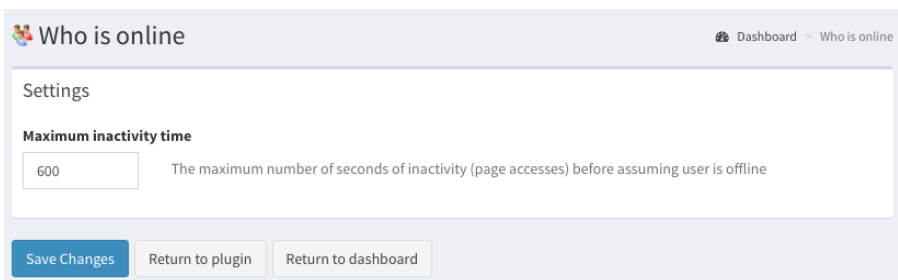 Who is online
Dashboard > Who is online
Settings
Maximum inactivity time
600
The maximum number of seconds of inactivity (page accesses) before assuming user is offline
Save Changes
Return to plugin
Return to dashboard